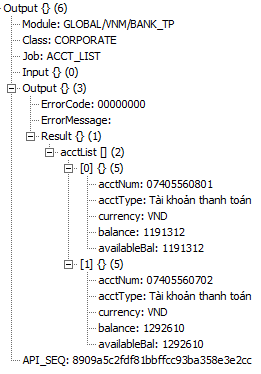 Output {} (6)
Module: GLOBAL/VNM/BANK_TP
Class: CORPORATE
Job: ACCT_LIST
Input {} (0)
Output {} (3)
ErrorCode: 00000000
ErrorMessage:
Result {} (1)
acctList [] (2)
[0] {} (5)
acctNum: 07405560801
acctType: Tài khoản thanh toán
currency: VND
balance: 1191312
availableBal: 1191312
[1] {} (5)
acctNum: 07405560702
acctType: Tài khoản thanh toán
currency: VND
balance: 1292610
availableBal: 1292610
API_SEQ: 8909a5c2fdf81bbffcc93ba358e3e2cc